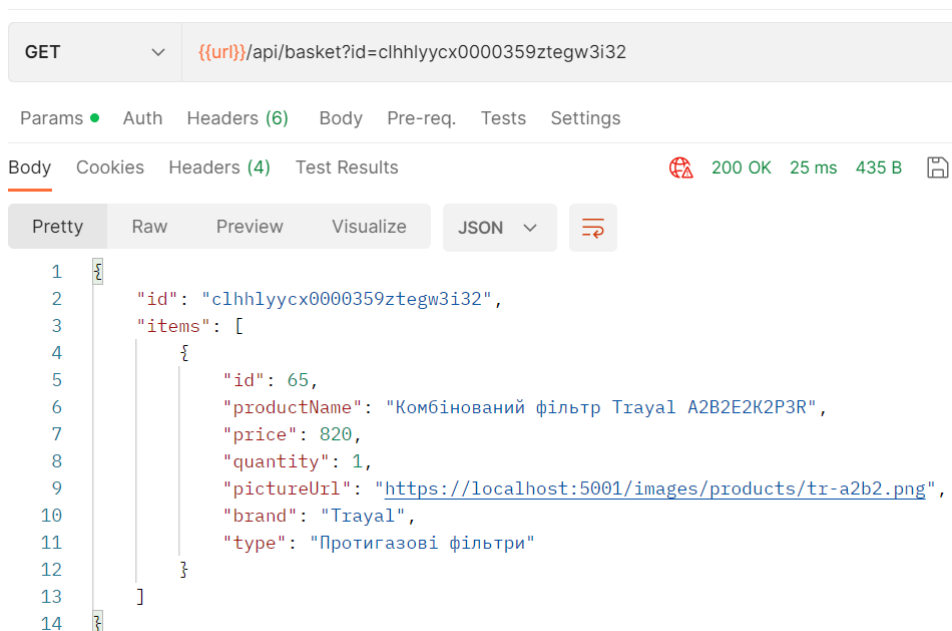 GET {{url}}/api/basket?id=clhhlyycx0000359ztegw3i32
Params Auth Headers (6) Body Pre-req. Tests Settings
Body Cookies Headers (4) Test Results 200 OK 25 ms 435 B
Pretty Raw Preview Visualize JSON
1 {
2 "id": "clhhlyycx0000359ztegw3i32",
3 "items": [
4 {
5 "id": 65,
6 "productName": "Комбінований фільтр Trayal A2B2E2K2P3R",
7 "price": 820,
8 "quantity": 1,
9 "pictureUrl": "https://localhost:5001/images/products/tr-a2b2.png",
10 "brand": "Trayal",
11 "type": "Протигазові фільтри"
12 }
13 ]
14 }